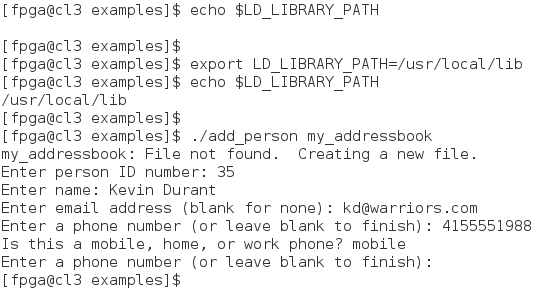 [fpga@cl3 examples]$ echo $LD_LIBRARY_PATH
[fpga@cl3 examples]$
[fpga@cl3 examples]$ export LD_LIBRARY_PATH=/usr/local/lib
[fpga@cl3 examples]$ echo $LD_LIBRARY_PATH
/usr/local/lib
[fpga@cl3 examples]$
[fpga@cl3 examples]$ ./add_person my_addressbook
my_addressbook: File not found.  Creating a new file.
Enter person ID number: 35
Enter name: Kevin Durant
Enter email address (blank for none): kd@warriors.com
Enter a phone number (or leave blank to finish): 4155551988
Is this a mobile, home, or work phone? mobile
Enter a phone number (or leave blank to finish):
[fpga@cl3 examples]$